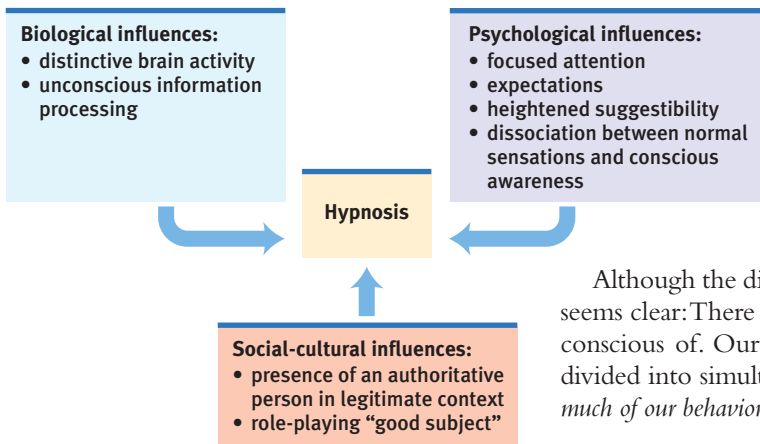 Biological influences:
• distinctive brain activity
• unconscious information
processing
Psychological influences:
• focused attention
• expectations
• heightened suggestibility
• dissociation between normal
sensations and conscious
awareness
Hypnosis
Social-cultural influences:
• presence of an authoritative
person in legitimate context
• role-playing “good subject”
Although the di
seems clear: There
conscious of. Our
divided into simult
much of our behavior